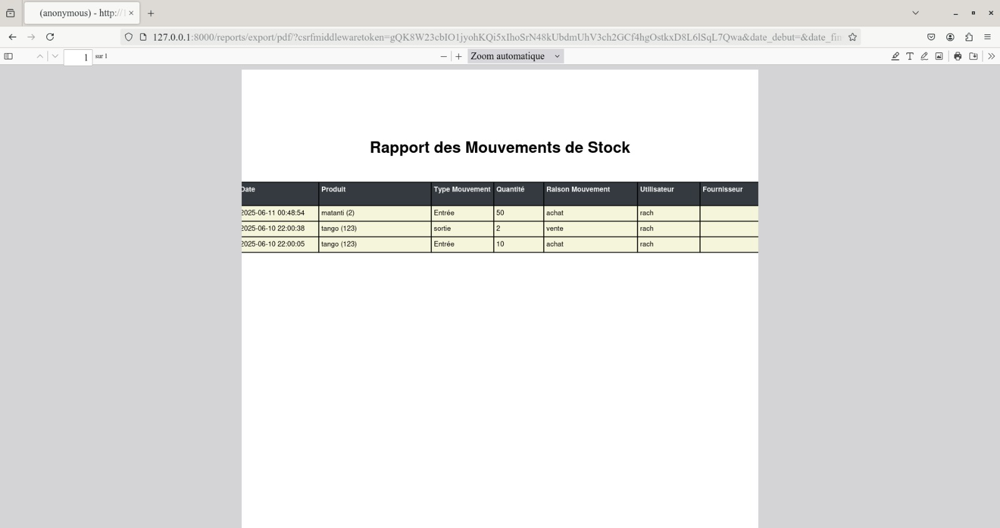 (anonymous) - http://
127.0.0.1:8000/reports/export/pdf/?csrfmiddlewaretoken=gQK8W23cbIO1jyohKQi5xIhoSrN48kUbdmUhV3ch2GCf4hgOstkxD8L6lSqL7Qwa&date_debut=&date_fin
1 sur 1
Zoom automatique
Rapport des Mouvements de Stock
Date Produit Type Mouvement Quantité Raison Mouvement Utilisateur Fournisseur
2025-06-11 00:48:54 matanti (2) Entrée 50 achat rach
2025-06-10 22:00:38 tango (123) sortie 2 vente rach
2025-06-10 22:00:05 tango (123) Entrée 10 achat rach